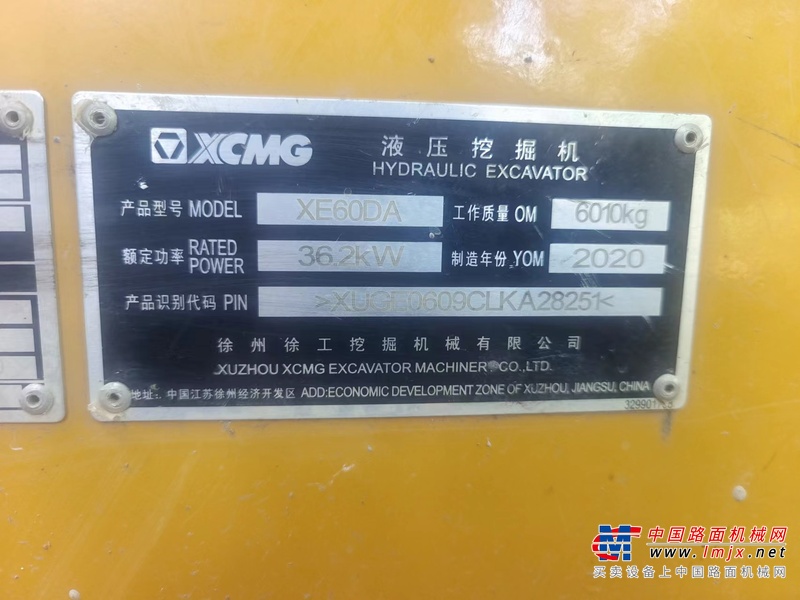 XCMG
液压挖掘机
HYDRAULIC EXCAVATOR
产品型号 MODEL XE60DA 工作质量 OM 6010kg
额定功率 RATED POWER 36.2kW 制造年份 YOM 2020
产品识别代码 PIN
徐州徐工挖掘机械有限公司
XUZHOU XCMG EXCAVATOR MACHINERY CO.,LTD.
地址：中国江苏徐州经济开发区 ADD:ECONOMIC DEVELOPMENT ZONE OF XUZHOU, JIANGSU, CHINA
中国路面机械网
www.lmjx.net
买卖设备上中国路面机械网